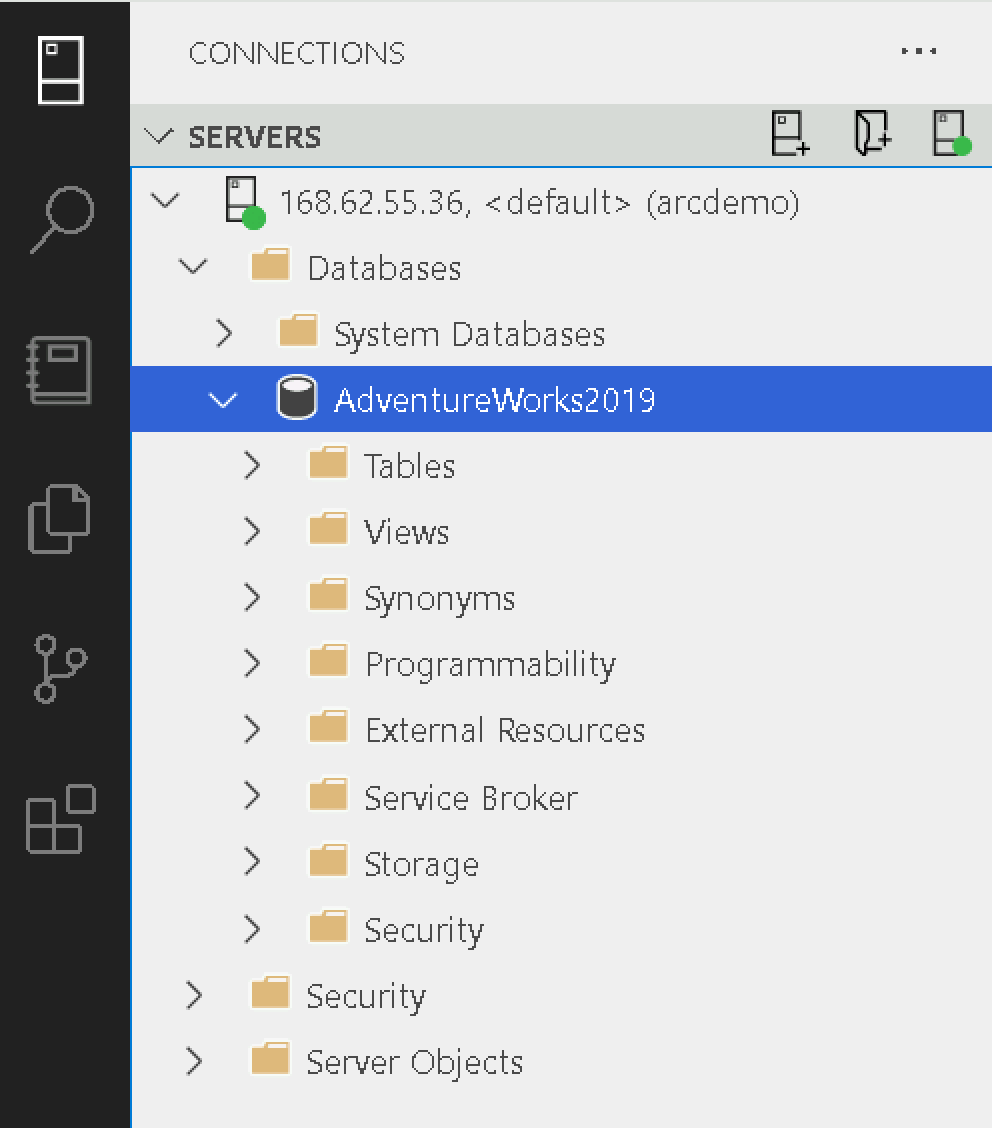 CONNECTIONS
SERVERS
168.62.55.36, <default> (arcdemo)
Databases
System Databases
AdventureWorks2019
Tables
Views
Synonyms
Programmability
External Resources
Service Broker
Storage
Security
Security
Server Objects